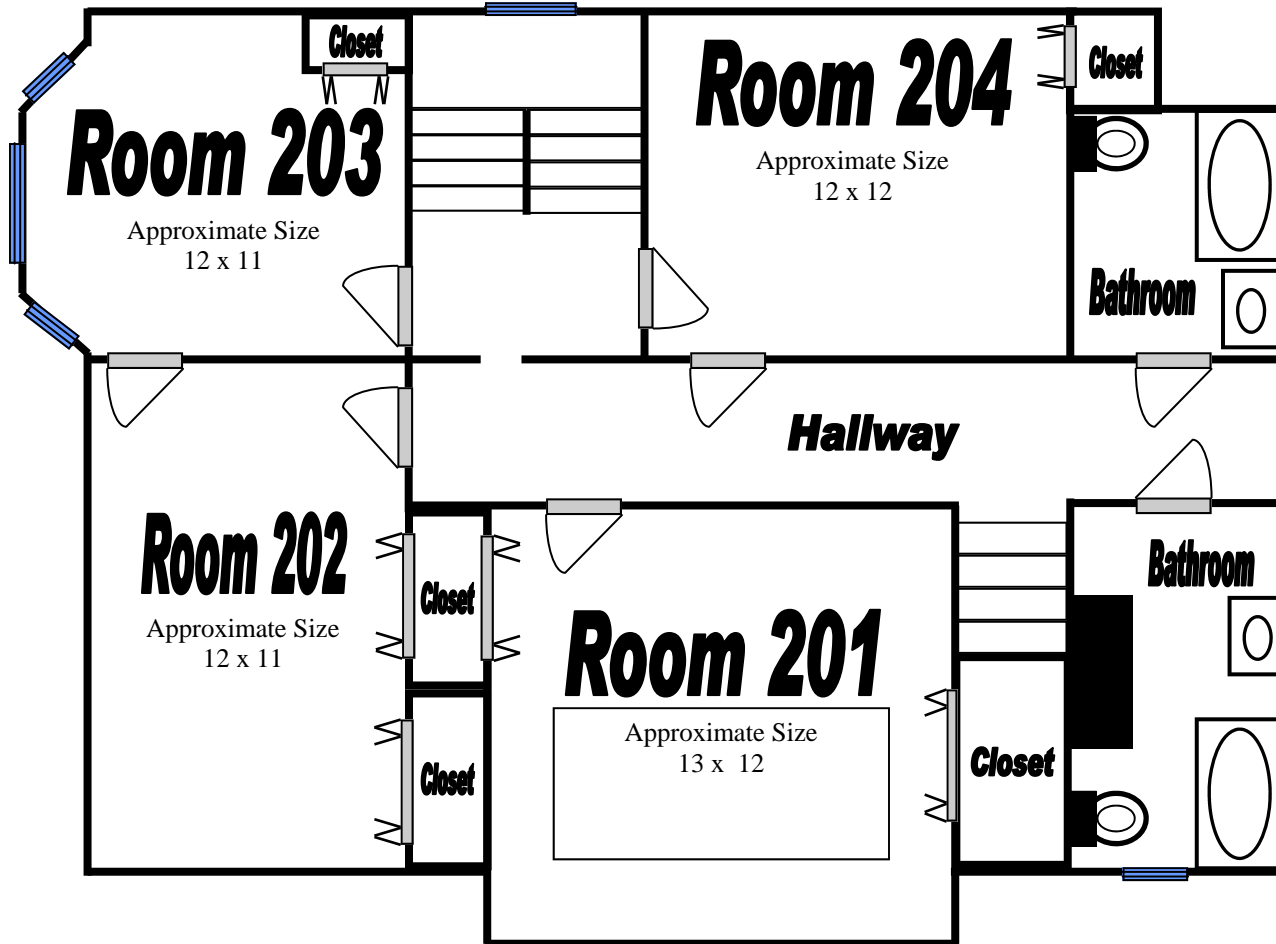 Closet
Room 203
Approximate Size
12 x 11
Room 204
Approximate Size
12 x 12
Closet
Bathroom
Hallway
Room 202
Approximate Size
12 x 11
Closet
Closet
Room 201
Approximate Size
13 x  12
Closet
Bathroom